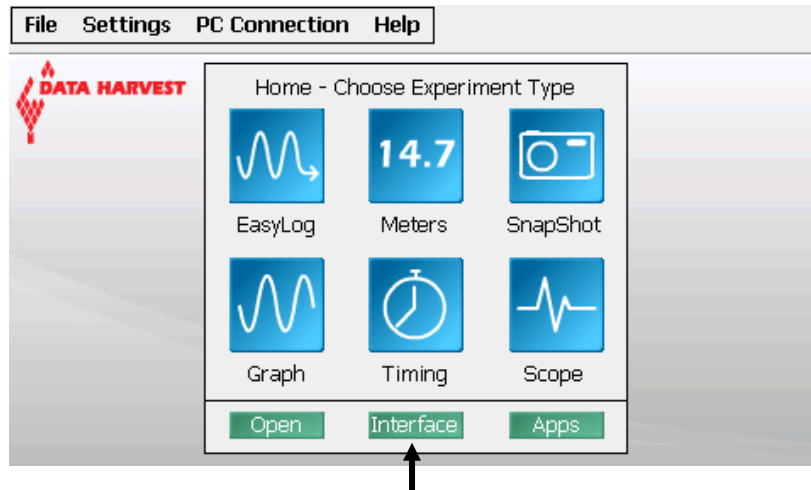 File Settings PC Connection Help
DATA HARVEST
Home - Choose Experiment Type
14.7
EasyLog Meters SnapShot
Graph Timing Scope
Open Interface Apps